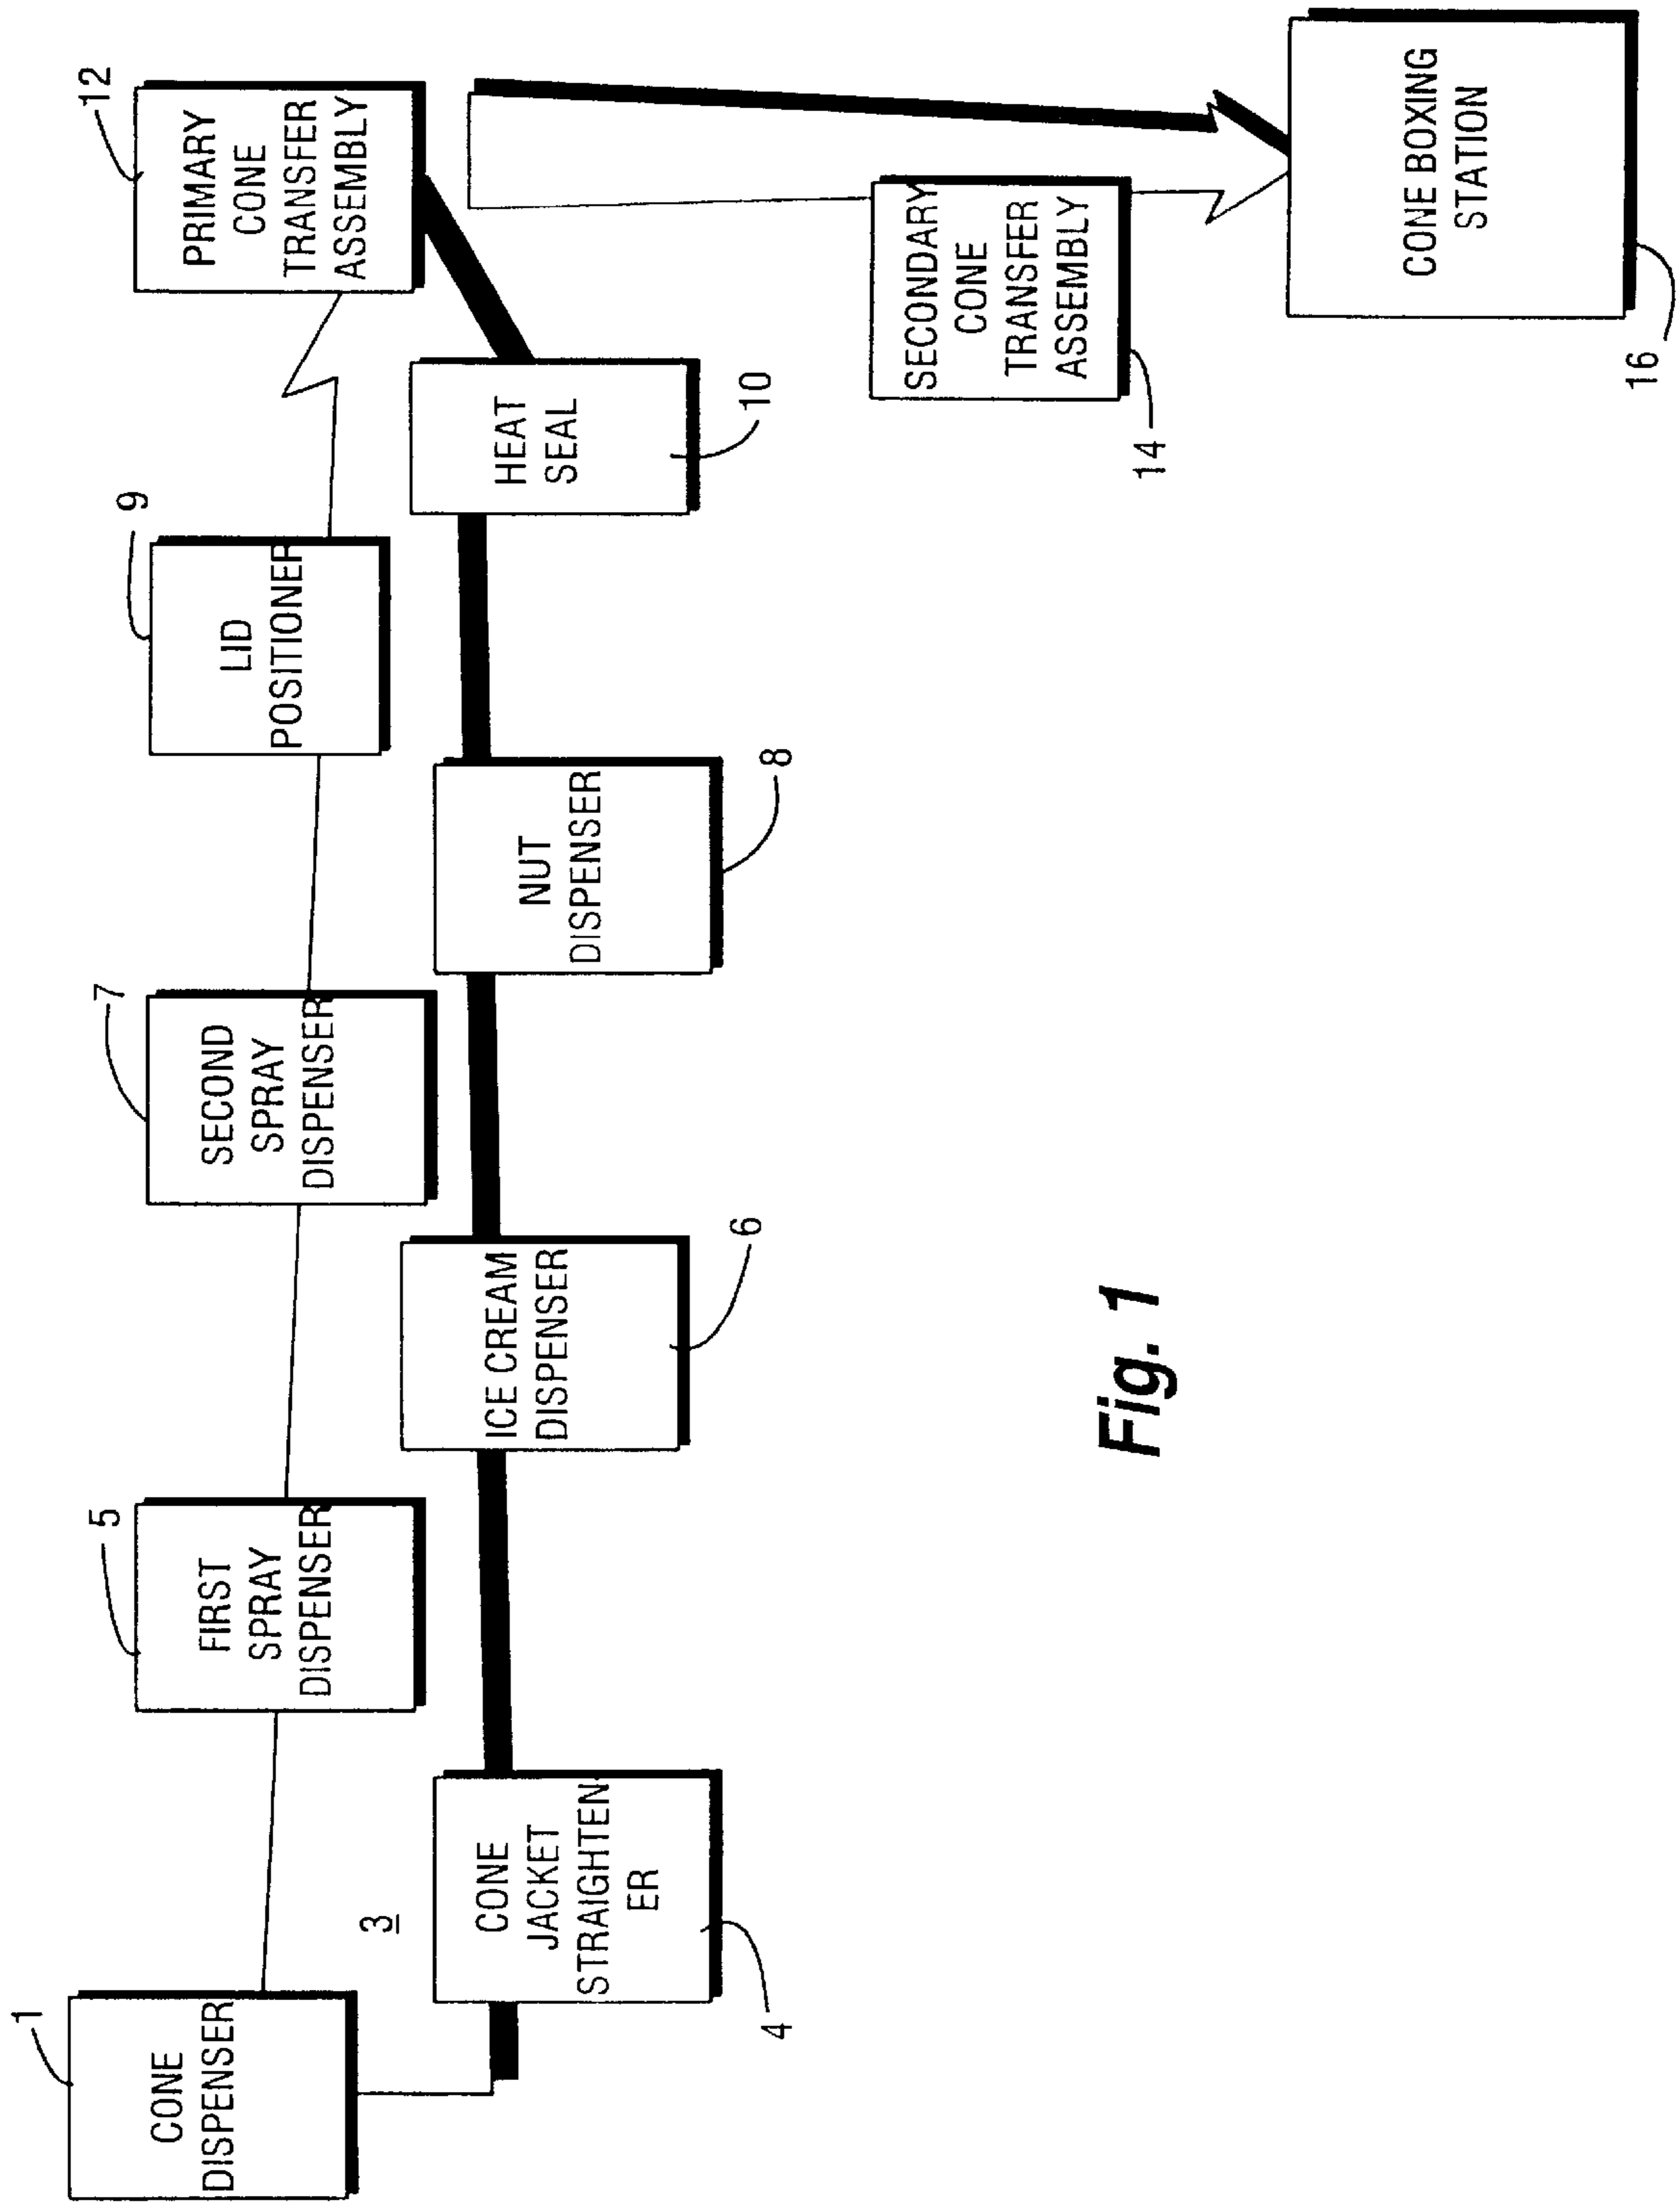 1
CONE
DISPENSER
3
CONE
JACKET
STRAIGHTEN
ER
4
5
FIRST
SPRAY
DISPENSER
ICE CREAM
DISPENSER
6
7
SECOND
SPRAY
DISPENSER
NUT
DISPENSER
8
9
LID
POSITIONER
HEAT
SEAL
10
12
PRIMARY
CONE
TRANSFER
ASSEMBLY
SECONDARY
CONE
TRANSFER
ASSEMBLY
14
CONE BOXING
STATION
16
Fig. 1